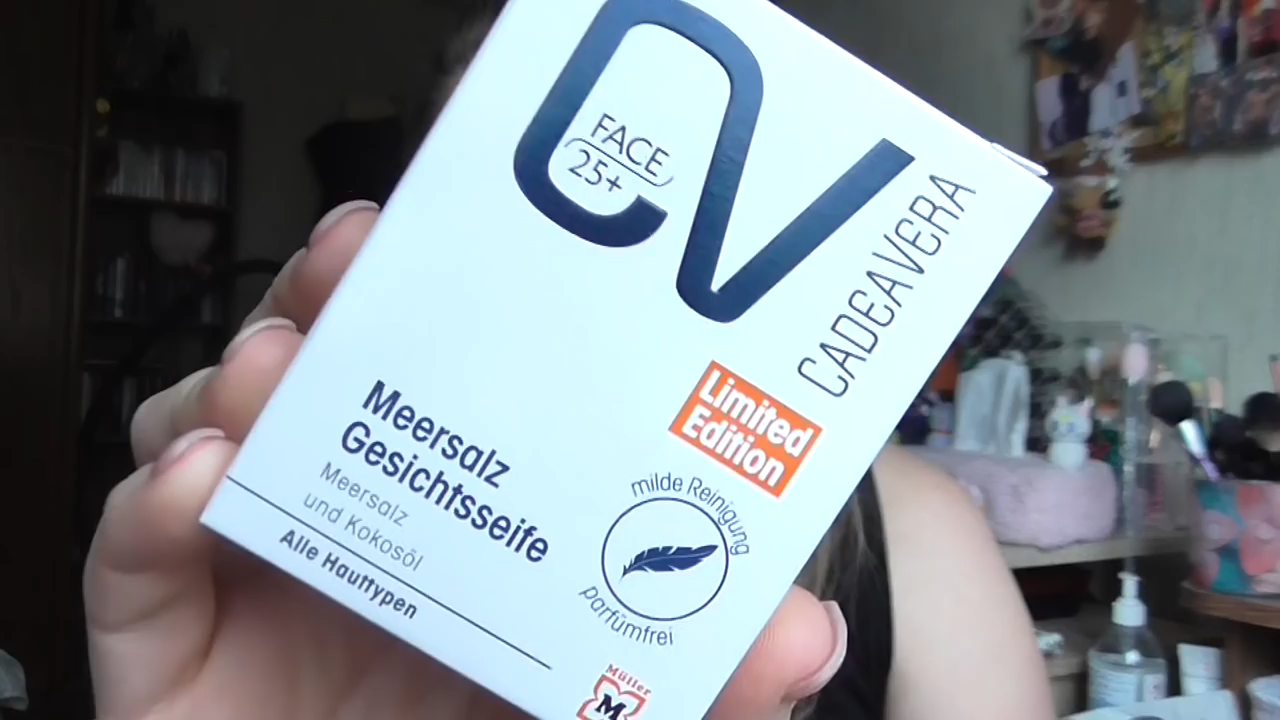 CV
FACE
25+
CADEAVERA
Limited
Edition
Meersalz
Gesichtsseife
Meersalz
und Kokosöl
Alle Hauttypen
milde Reinigung
parfümfrei
Müller
M